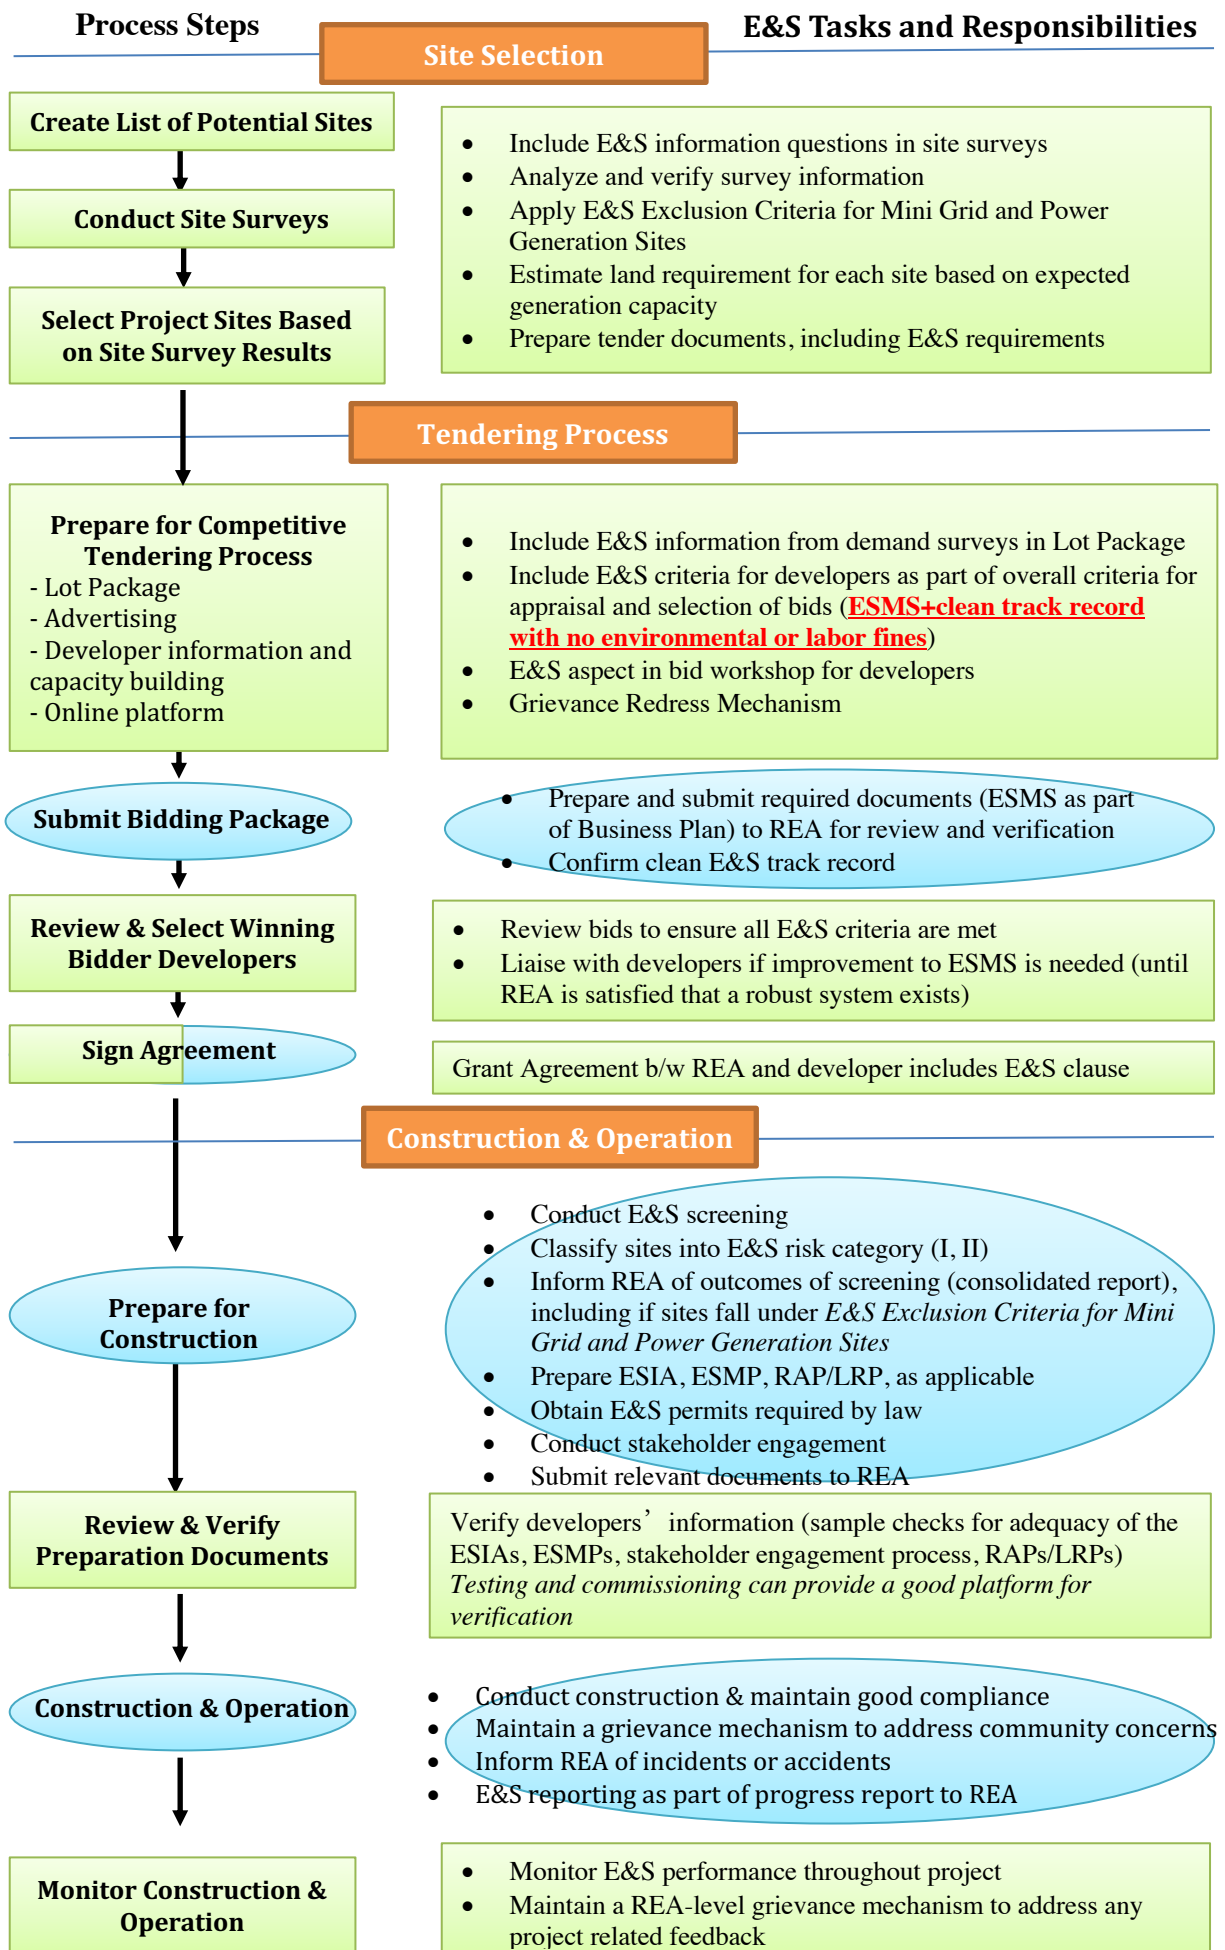 Process Steps
E&S Tasks and Responsibilities
Site Selection
Create List of Potential Sites
Conduct Site Surveys
Select Project Sites Based
on Site Survey Results
• Include E&S information questions in site surveys
• Analyze and verify survey information
• Apply E&S Exclusion Criteria for Mini Grid and Power
Generation Sites
• Estimate land requirement for each site based on expected
generation capacity
• Prepare tender documents, including E&S requirements
Tendering Process
Prepare for Competitive
Tendering Process
- Lot Package
- Advertising
- Developer information and
capacity building
- Online platform
• Include E&S information from demand surveys in Lot Package
• Include E&S criteria for developers as part of overall criteria for
appraisal and selection of bids (ESMS+clean track record
with no environmental or labor fines)
• E&S aspect in bid workshop for developers
• Grievance Redress Mechanism
Submit Bidding Package
• Prepare and submit required documents (ESMS as part
of Business Plan) to REA for review and verification
• Confirm clean E&S track record
Review & Select Winning
Bidder Developers
• Review bids to ensure all E&S criteria are met
• Liaise with developers if improvement to ESMS is needed (until
REA is satisfied that a robust system exists)
Sign Agreement
Grant Agreement b/w REA and developer includes E&S clause
Construction & Operation
Prepare for
Construction
• Conduct E&S screening
• Classify sites into E&S risk category (I, II)
• Inform REA of outcomes of screening (consolidated report),
including if sites fall under E&S Exclusion Criteria for Mini
Grid and Power Generation Sites
• Prepare ESIA, ESMP, RAP/LRP, as applicable
• Obtain E&S permits required by law
• Conduct stakeholder engagement
• Submit relevant documents to REA
Review & Verify
Preparation Documents
Verify developers’ information (sample checks for adequacy of the
ESIAs, ESMPs, stakeholder engagement process, RAPs/LRPs)
Testing and commissioning can provide a good platform for
verification
Construction & Operation
• Conduct construction & maintain good compliance
• Maintain a grievance mechanism to address community concerns
• Inform REA of incidents or accidents
• E&S reporting as part of progress report to REA
Monitor Construction &
Operation
• Monitor E&S performance throughout project
• Maintain a REA-level grievance mechanism to address any
project related feedback